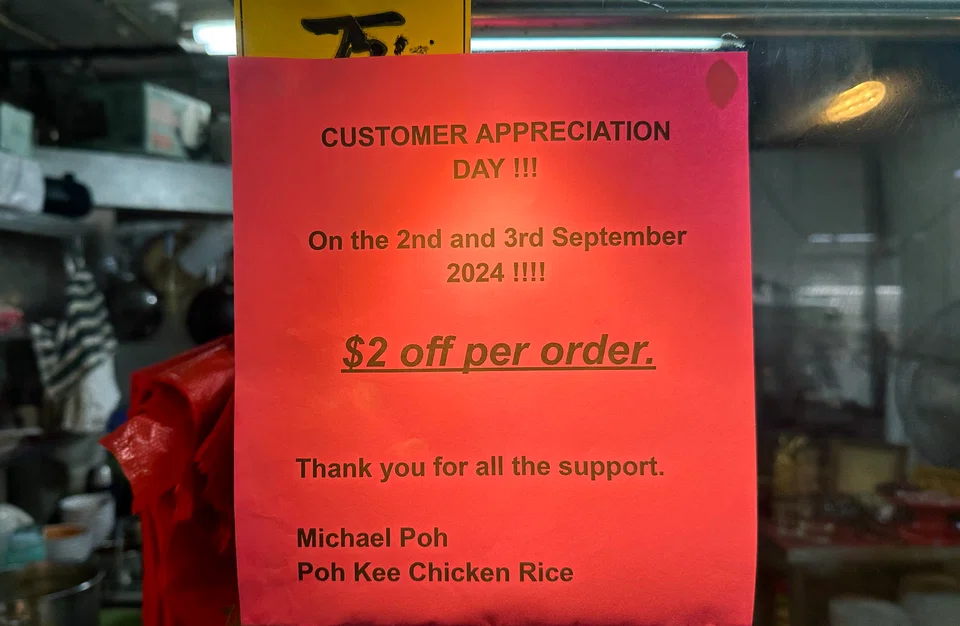 CUSTOMER APPRECIATION
DAY !!!
On the 2nd and 3rd September
2024 !!!!
$2 off per order.
Thank you for all the support.
Michael Poh
Poh Kee Chicken Rice